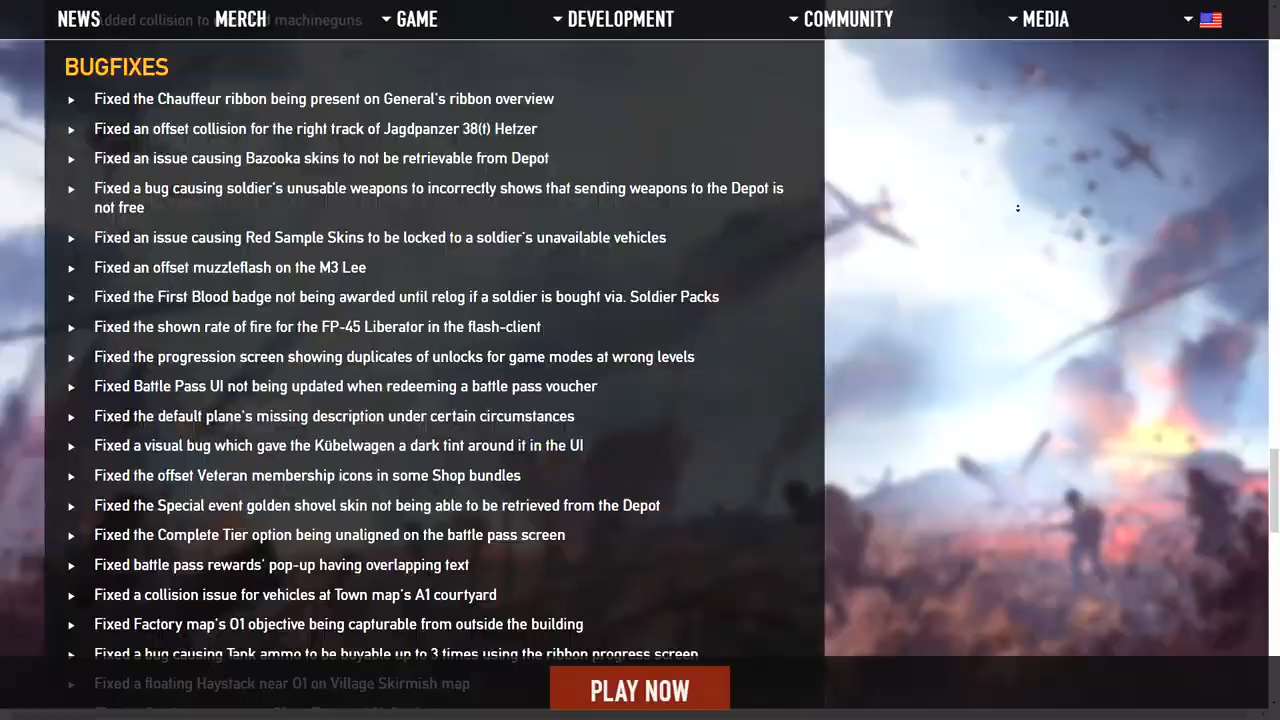 NEWS MERCH GAME DEVELOPMENT COMMUNITY MEDIA
dded collision to machineguns
BUGFIXES
Fixed the Chauffeur ribbon being present on General's ribbon overview
Fixed an offset collision for the right track of Jagdpanzer 38(t) Hetzer
Fixed an issue causing Bazooka skins to not be retrievable from Depot
Fixed a bug causing soldier's unusable weapons to incorrectly shows that sending weapons to the Depot is
not free
Fixed an issue causing Red Sample Skins to be locked to a soldier's unavailable vehicles
Fixed an offset muzzleflash on the M3 Lee
Fixed the First Blood badge not being awarded until relog if a soldier is bought via. Soldier Packs
Fixed the shown rate of fire for the FP-45 Liberator in the flash-client
Fixed the progression screen showing duplicates of unlocks for game modes at wrong levels
Fixed Battle Pass UI not being updated when redeeming a battle pass voucher
Fixed the default plane's missing description under certain circumstances
Fixed a visual bug which gave the Kübelwagen a dark tint around it in the UI
Fixed the offset Veteran membership icons in some Shop bundles
Fixed the Special event golden shovel skin not being able to be retrieved from the Depot
Fixed the Complete Tier option being unaligned on the battle pass screen
Fixed battle pass rewards' pop-up having overlapping text
Fixed a collision issue for vehicles at Town map's A1 courtyard
Fixed Factory map's O1 objective being capturable from outside the building
Fixed a bug causing Tank ammo to be buyable up to 3 times using the ribbon progress screen
Fixed a floating Haystack near O1 on Village Skirmish map
PLAY NOW